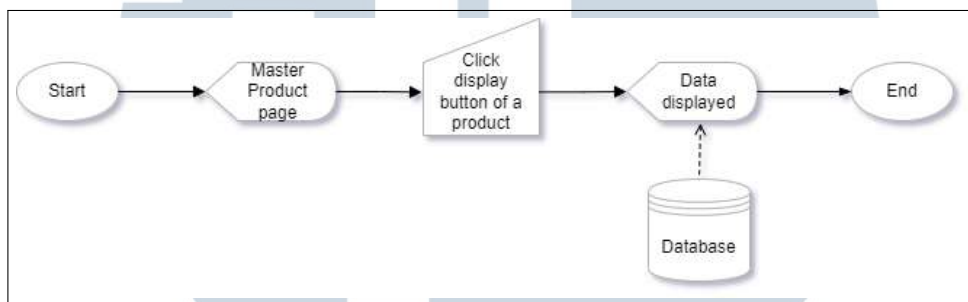 Start
Master
Product
page
Click
display
button of a
product
Data
displayed
End
Database